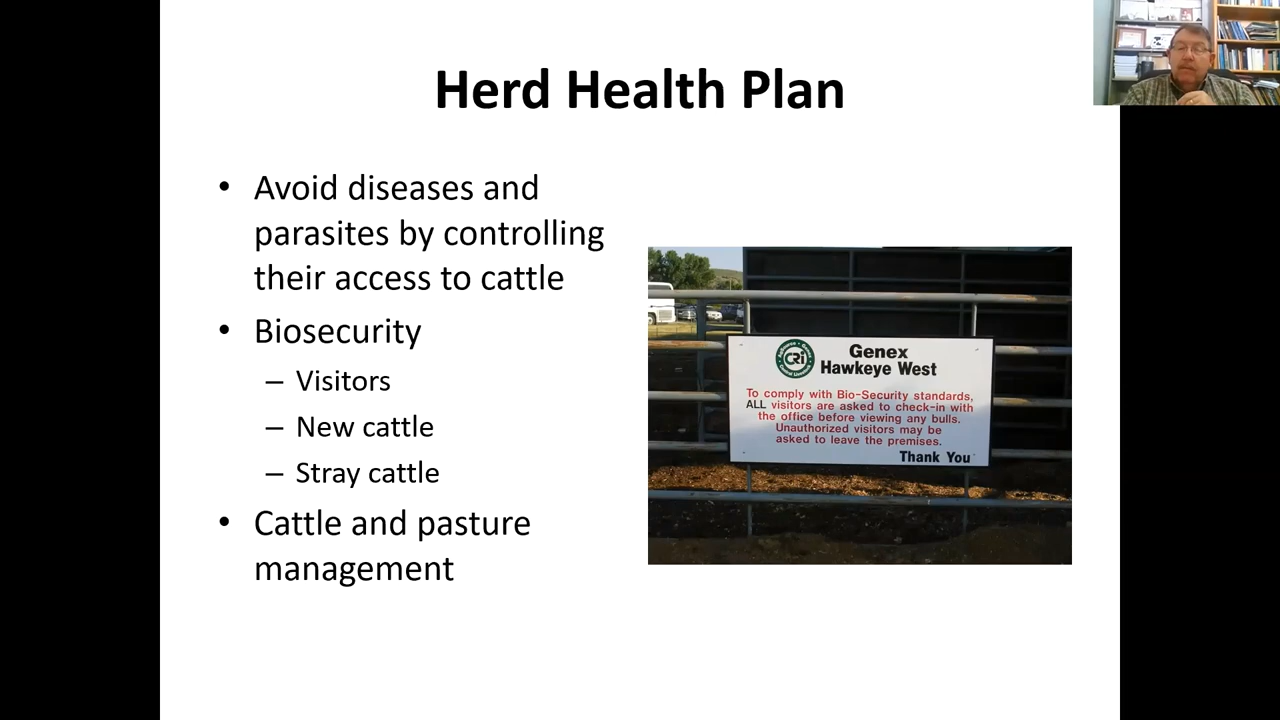 Herd Health Plan
• Avoid diseases and
parasites by controlling
their access to cattle
• Biosecurity
– Visitors
– New cattle
– Stray cattle
• Cattle and pasture
management
CRi
Genex
Hawkeye West
To comply with Bio-Security standards,
ALL visitors are asked to check-in with
the office before viewing any bulls.
Unauthorized visitors may be
asked to leave the premises.
Thank You